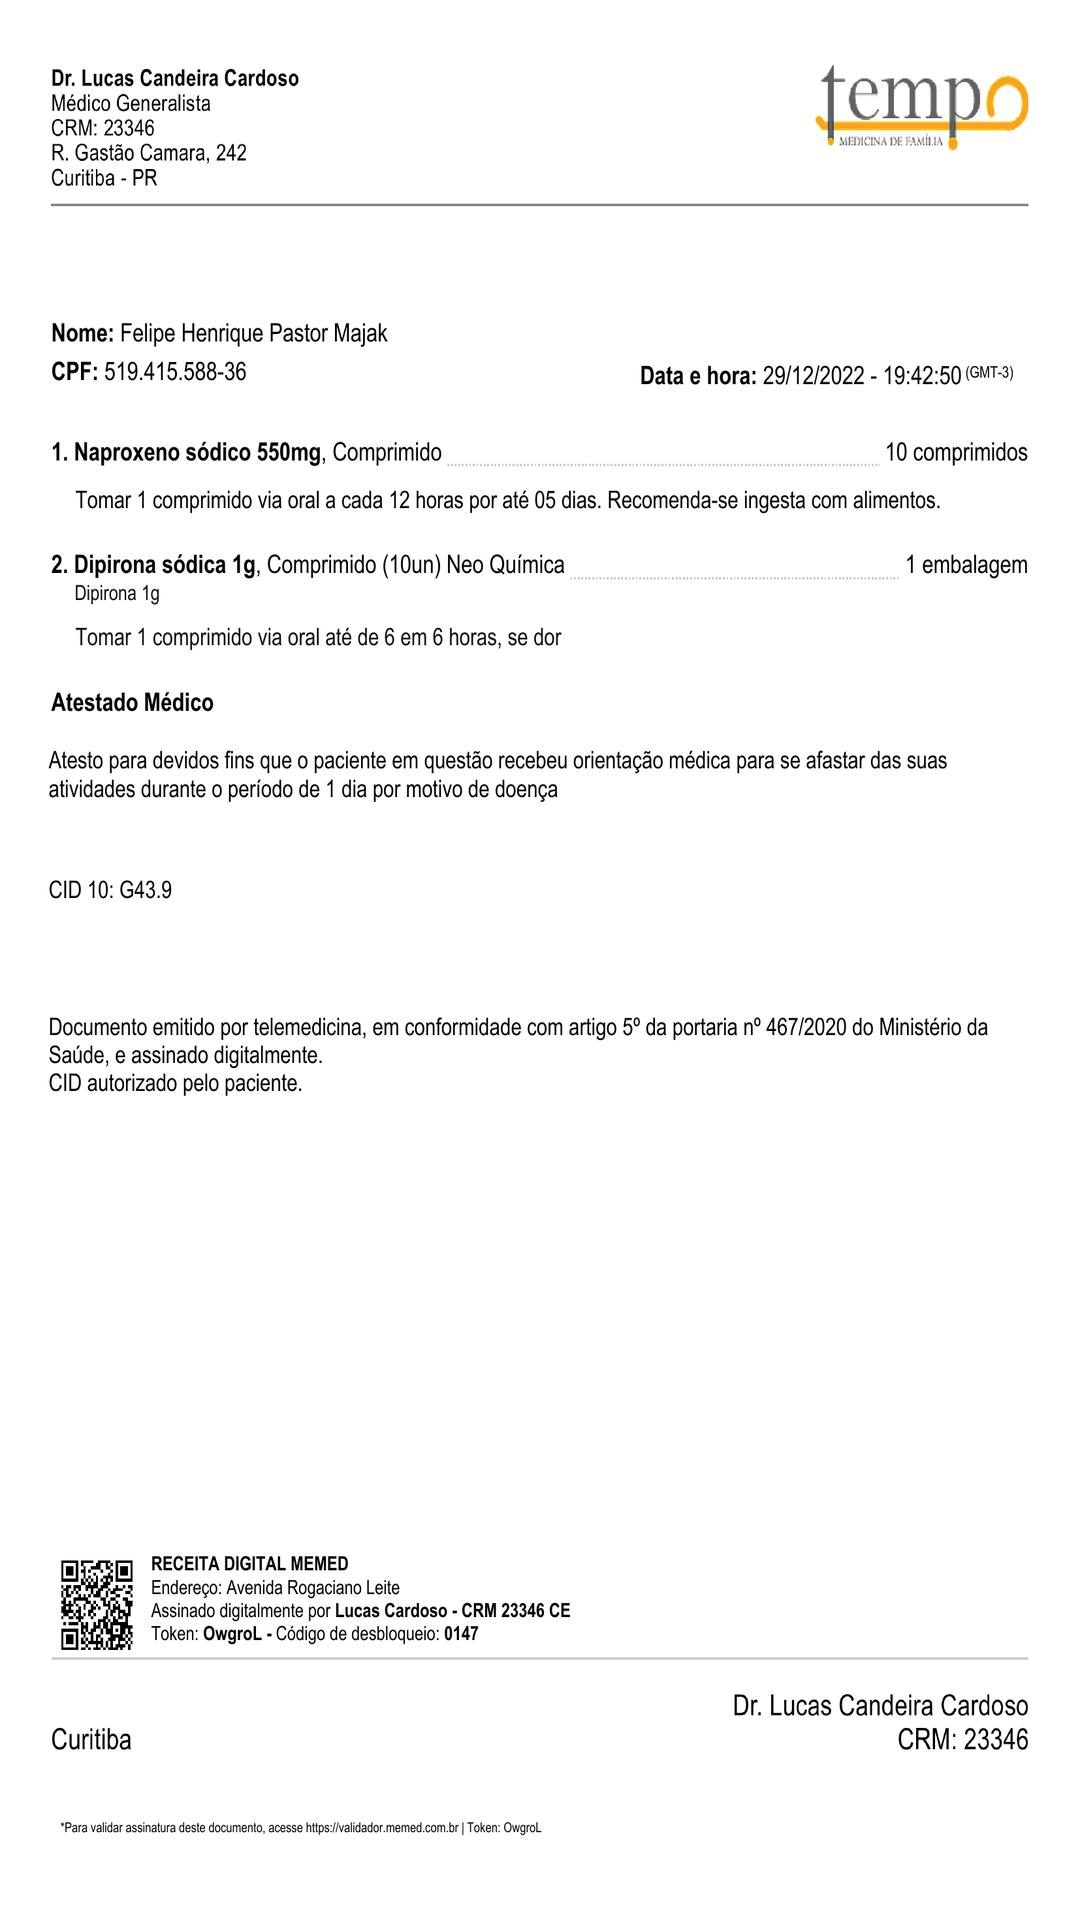 Dr. Lucas Candeira Cardoso
Médico Generalista
CRM: 23346
R. Gastão Camara, 242
Curitiba - PR
tempo
MEDICINA DE FAMÍLIA
Nome: Felipe Henrique Pastor Majak
CPF: 519.415.588-36
Data e hora: 29/12/2022 - 19:42:50 (GMT-3)
1. Naproxeno sódico 550mg, Comprimido 10 comprimidos
Tomar 1 comprimido via oral a cada 12 horas por até 05 dias. Recomenda-se ingesta com alimentos.
2. Dipirona sódica 1g, Comprimido (10un) Neo Química 1 embalagem
Dipirona 1g
Tomar 1 comprimido via oral até de 6 em 6 horas, se dor
Atestado Médico
Atesto para devidos fins que o paciente em questão recebeu orientação médica para se afastar das suas
atividades durante o período de 1 dia por motivo de doença
CID 10: G43.9
Documento emitido por telemedicina, em conformidade com artigo 5º da portaria nº 467/2020 do Ministério da
Saúde, e assinado digitalmente.
CID autorizado pelo paciente.
RECEITA DIGITAL MEMED
Endereço: Avenida Rogaciano Leite
Assinado digitalmente por Lucas Cardoso - CRM 23346 CE
Token: OwgroL - Código de desbloqueio: 0147
Dr. Lucas Candeira Cardoso
Curitiba CRM: 23346
*Para validar assinatura deste documento, acesse https://validador.memed.com.br | Token: OwgroL